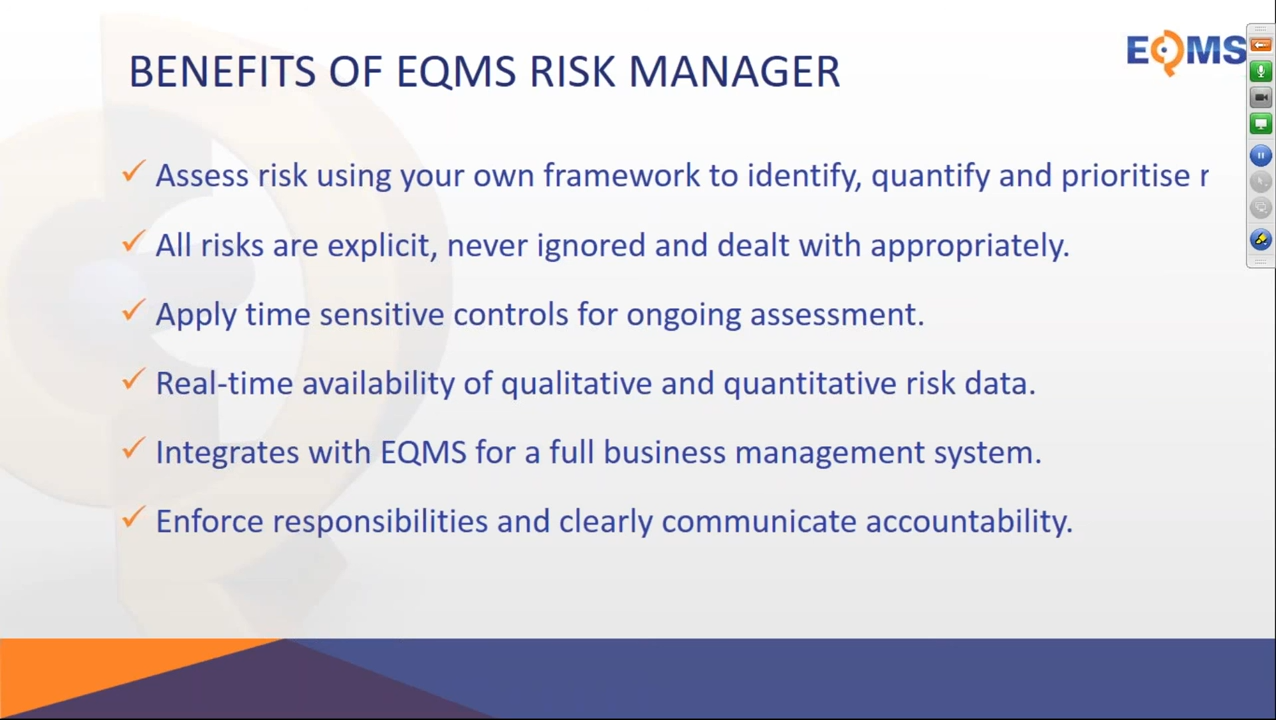 BENEFITS OF EQMS RISK MANAGER
EQMS
Assess risk using your own framework to identify, quantify and prioritise
All risks are explicit, never ignored and dealt with appropriately.
Apply time sensitive controls for ongoing assessment.
Real-time availability of qualitative and quantitative risk data.
Integrates with EQMS for a full business management system.
Enforce responsibilities and clearly communicate accountability.